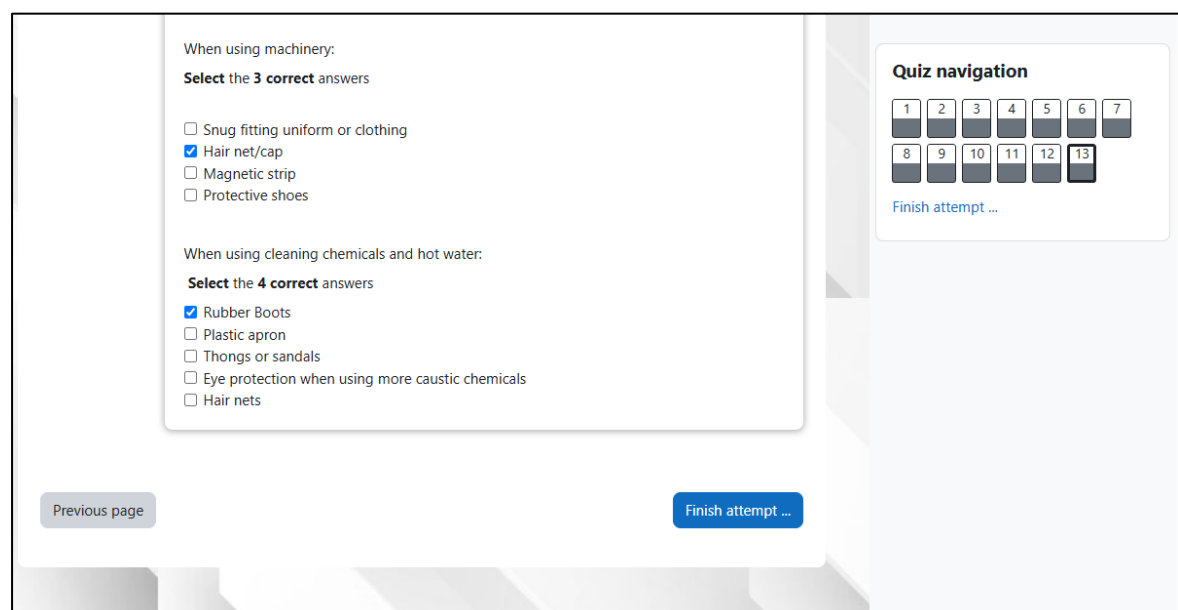 When using machinery:
Select the 3 correct answers
Snug fitting uniform or clothing
Hair net/cap
Magnetic strip
Protective shoes
When using cleaning chemicals and hot water:
Select the 4 correct answers
Rubber Boots
Plastic apron
Thongs or sandals
Eye protection when using more caustic chemicals
Hair nets
Previous page
Finish attempt ...
Quiz navigation
1 2 3 4 5 6 7
8 9 10 11 12 13
Finish attempt ...